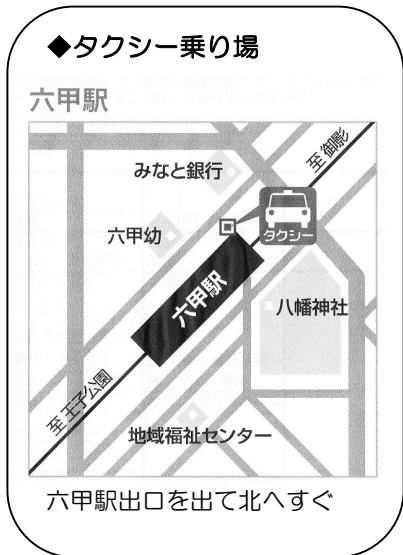 ◆タクシー乗り場
六甲駅
至 御影
みなと銀行
タクシー
六甲幼
六甲駅
八幡神社
至 王子公園
地域福祉センター
六甲駅出口を出て北へすぐ